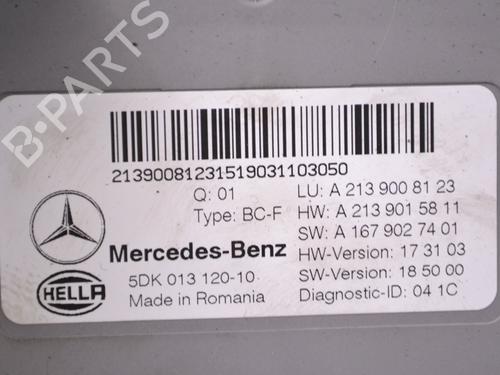 B-PARTS
21390081231519031103050
Q: 01
Type: BC-F
LU: A 213 900 81 23
HW: A 213 901 58 11
SW: A 167 902 74 01
HW-Version: 17 31 03
SW-Version: 18 50 00
Diagnostic-ID: 04 1C
Mercedes-Benz
5DK 013 120-10
Made in Romania
HELLA